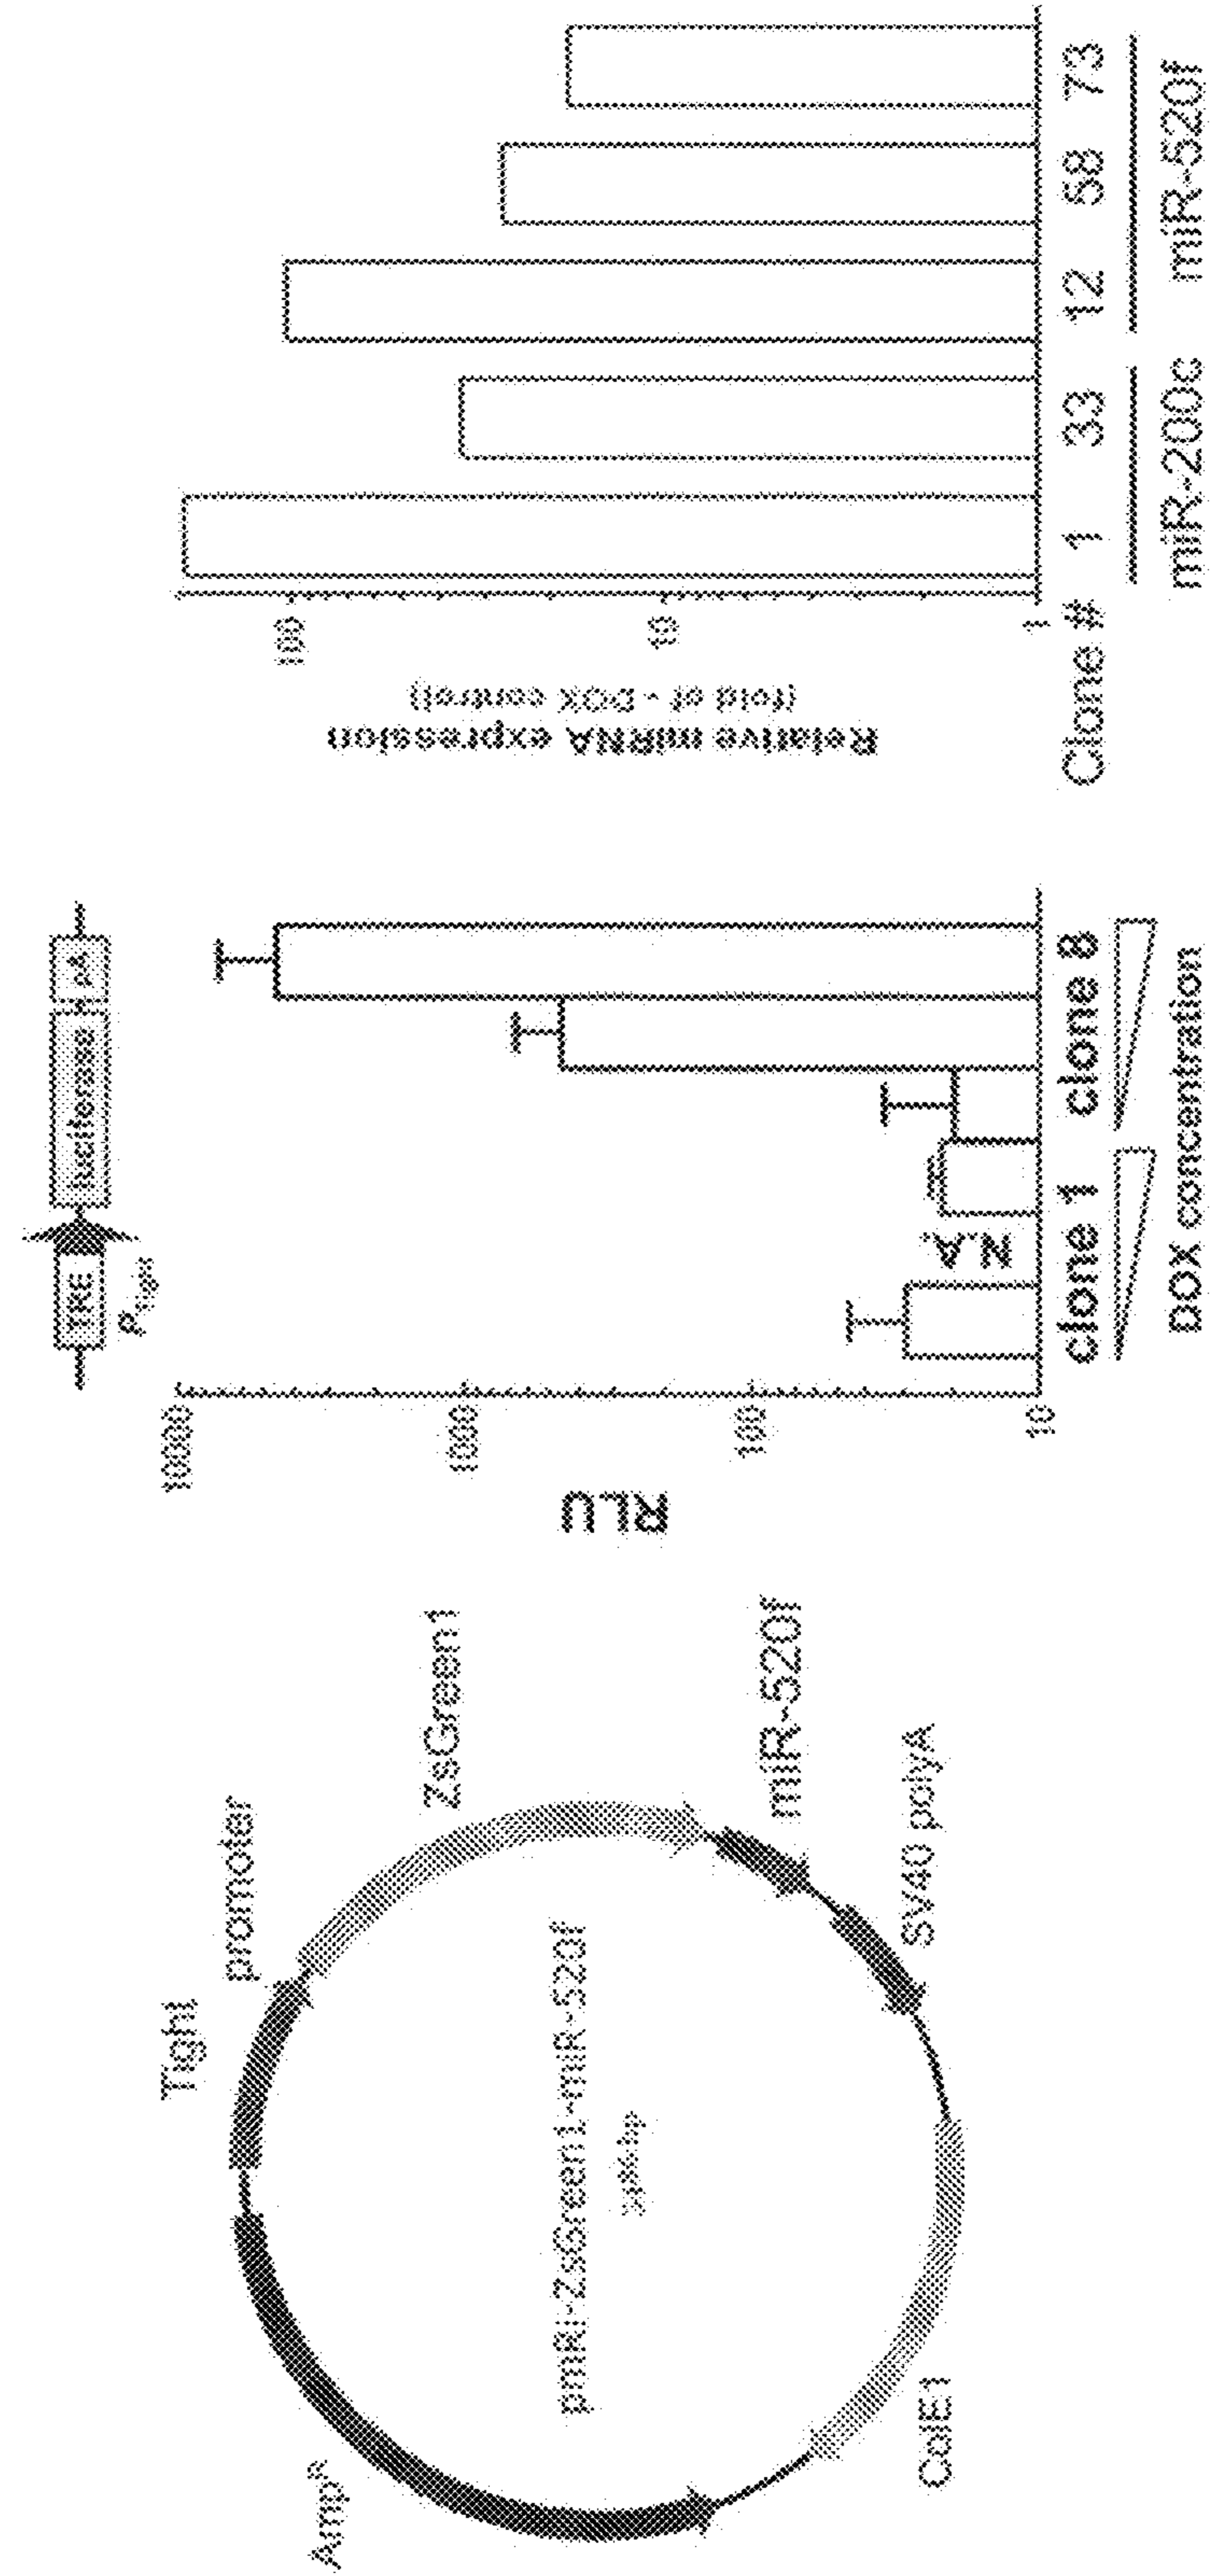 Amp^R
Tight
promoter
ZsGreen1
miR-520f
SV40 polyA
ColE1
pmRi-ZsGreen1-miR-520f
TRE
luciferase
pA
P_tight
RLU
10000
1000
100
10
N.A.
clone 1
clone 8
DOX concentration
Relative miRNA expression
(fold of - DOX control)
100
10
1
Clone #
1
33
12
58
73
miR-200c
miR-520f